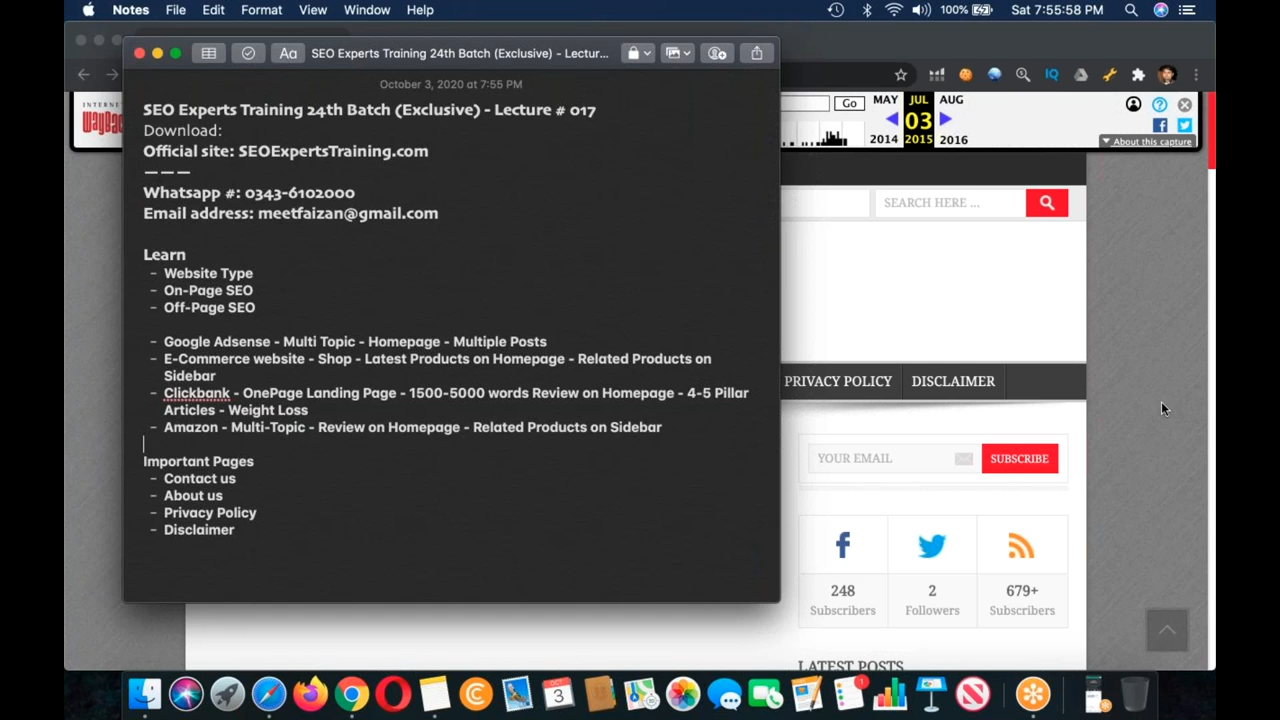 Notes File Edit Format View Window Help
100% Sat 7:55:58 PM
Aa SEO Experts Training 24th Batch (Exclusive) - Lectur...
October 3, 2020 at 7:55 PM
SEO Experts Training 24th Batch (Exclusive) - Lecture # 017
Download:
Official site: SEOExpertsTraining.com
———
Whatsapp #: 0343-6102000
Email address: meetfaizan@gmail.com
Learn
- Website Type
- On-Page SEO
- Off-Page SEO
- Google Adsense - Multi Topic - Homepage - Multiple Posts
- E-Commerce website - Shop - Latest Products on Homepage - Related Products on
Sidebar
- Clickbank - OnePage Landing Page - 1500-5000 words Review on Homepage - 4-5 Pillar
Articles - Weight Loss
- Amazon - Multi-Topic - Review on Homepage - Related Products on Sidebar
Important Pages
- Contact us
- About us
- Privacy Policy
- Disclaimer
IQ
Go
MAY JUL AUG
03
2014 2015 2016
About this capture
SEARCH HERE ...
PRIVACY POLICY DISCLAIMER
YOUR EMAIL SUBSCRIBE
248 2 679+
Subscribers Followers Subscribers
LATEST POSTS
3
1